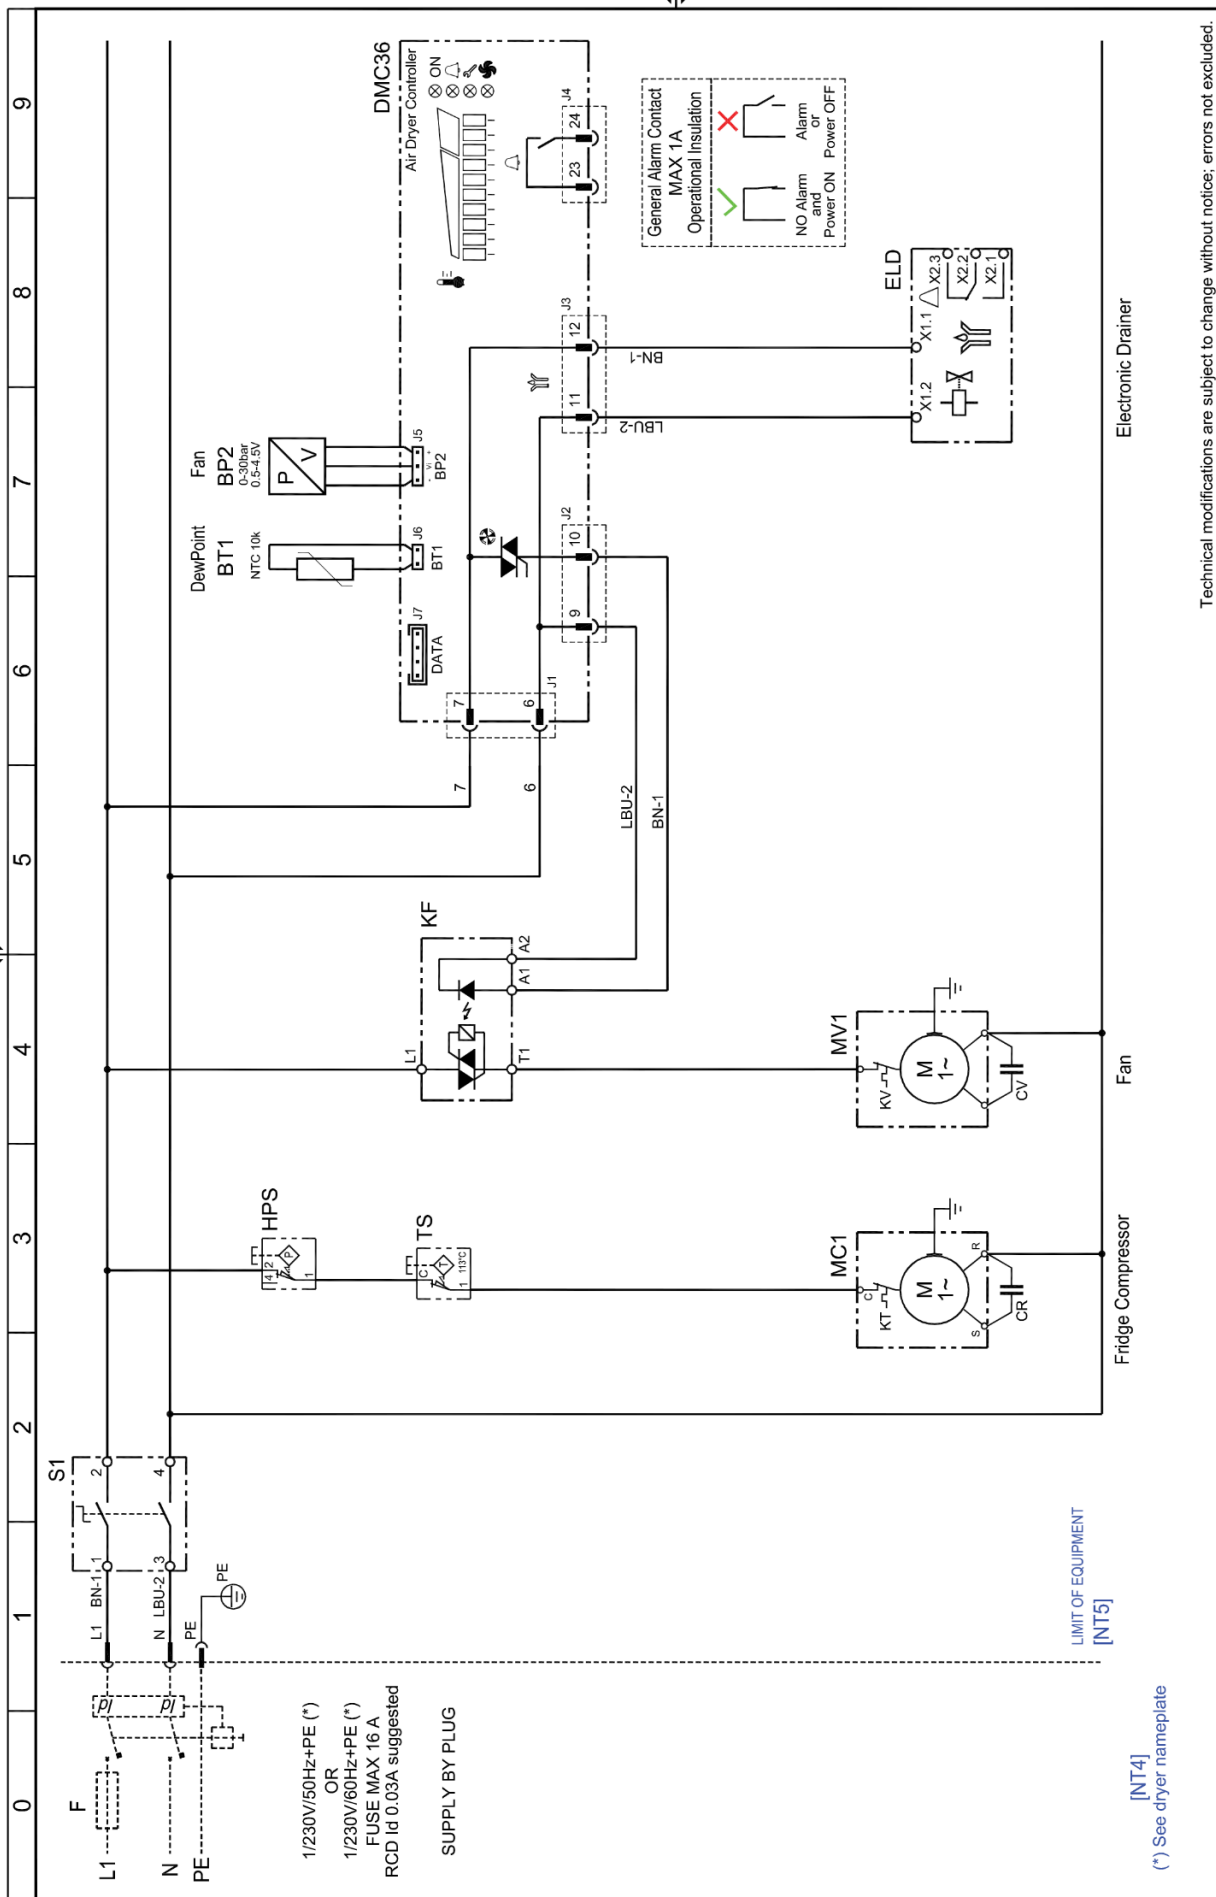 0 1 2 3 4 5 6 7 8 9
L1
N
PE
F
Id
Id
1/230V/50Hz+PE (*)
OR
1/230V/60Hz+PE (*)
FUSE MAX 16 A
RCD Id 0.03A suggested
SUPPLY BY PLUG
L1 BN-1 1
N LBU-2 3
PE
PE
S1
2
4
LIMIT OF EQUIPMENT
[NT5]
[NT4]
(*) See dryer nameplate
HPS
4 2
P
1
TS
C
T
1 113°C
MC1
C
KT
M
1~
S
R
CR
Fridge Compressor
KF
L1
T1
A1
A2
MV1
KV
M
1~
CV
Fan
LBU-2
BN-1
7
6
7
6
J1
J7
DATA
DewPoint
BT1
NTC 10k
J6
BT1
Fan
BP2
0-30bar
0.5-4.5V
P
V
J5
- Vi +
BP2
9 10
J2
11 12
J3
LBU-2
BN-1
DMC36
Air Dryer Controller
ON
23 24
J4
General Alarm Contact
MAX 1A
Operational Insulation
NO Alarm
and
Power ON
Alarm
or
Power OFF
ELD
X1.2
X1.1
X2.3
X2.2
X2.1
Electronic Drainer
Technical modifications are subject to change without notice; errors not excluded.